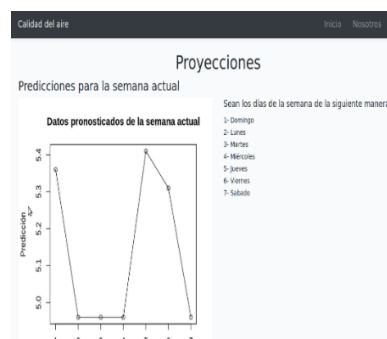 Calidad del aire
Inicio Nosotros
Proyecciones
Predicciones para la semana actual
Sean los días de la semana de la siguiente manera
1- Domingo
2- Lunes
3- Martes
4- Miércoles
5- Jueves
6- Viernes
7- Sabado
Datos pronosticados de la semana actual
Predicción
5.4
5.3
5.2
5.1
5.0